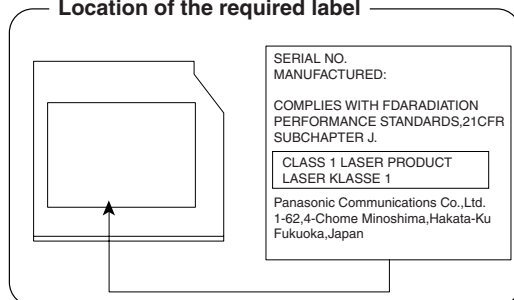 Location of the required label
SERIAL NO.
MANUFACTURED:
COMPLIES WITH FDARADIATION
PERFORMANCE STANDARDS,21CFR
SUBCHAPTER J.
CLASS 1 LASER PRODUCT
LASER KLASSE 1
Panasonic Communications Co.,Ltd.
1-62,4-Chome Minoshima,Hakata-Ku
Fukuoka,Japan